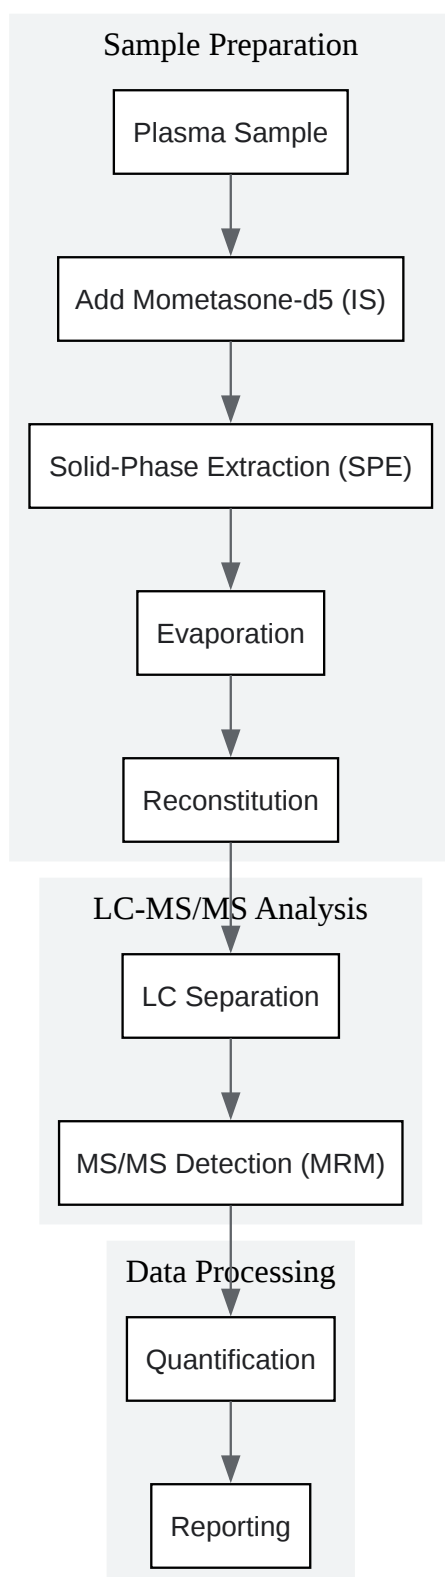 Sample Preparation
Plasma Sample
Add Mometasone-d5 (IS)
Solid-Phase Extraction (SPE)
Evaporation
Reconstitution
LC-MS/MS Analysis
LC Separation
MS/MS Detection (MRM)
Data Processing
Quantification
Reporting